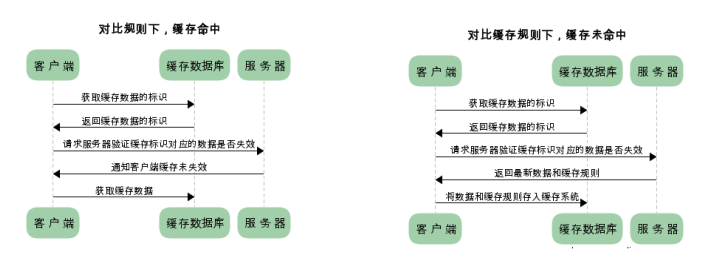 对比规则下，缓存命中
客户端
缓存数据库
服务器
获取缓存数据的标识
返回缓存数据的标识
请求服务器验证缓存标识对应的数据是否失效
通知客户端缓存未失效
获取缓存数据
客户端
缓存数据库
服务器
对比缓存规则下，缓存未命中
客户端
缓存数据库
服务器
获取缓存数据的标识
返回缓存数据的标识
请求服务器验证缓存标识对应的数据是否失效
返回最新数据和缓存规则
将数据和缓存规则存入缓存系统
客户端
缓存数据库
服务器